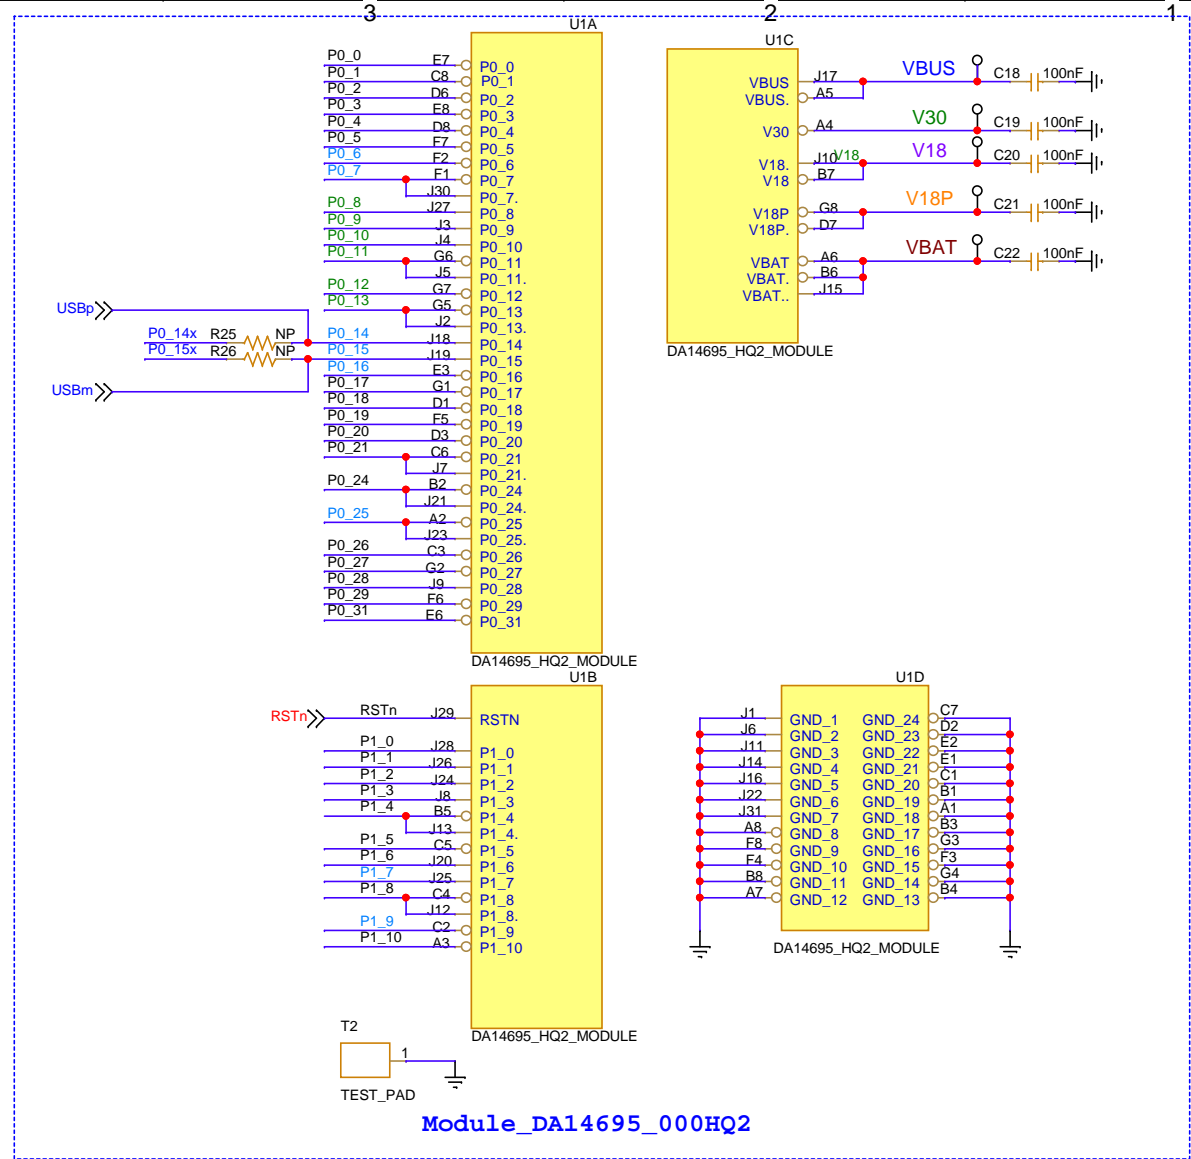 3 2 1
U1A
P0_0 E7 P0_0
P0_1 C8 P0_1
P0_2 D6 P0_2
P0_3 E8 P0_3
P0_4 D8 P0_4
P0_5 F7 P0_5
P0_6 F2 P0_6
P0_7 F1 P0_7
J30 P0_7.
P0_8 J27 P0_8
P0_9 J3 P0_9
P0_10 J4 P0_10
P0_11 G6 P0_11
J5 P0_11.
P0_12 G7 P0_12
P0_13 G5 P0_13
J2 P0_13.
USBp
P0_14x R25 NP P0_14 J18 P0_14
P0_15x R26 NP P0_15 J19 P0_15
USBm
P0_16 E3 P0_16
P0_17 G1 P0_17
P0_18 D1 P0_18
P0_19 F5 P0_19
P0_20 D3 P0_20
P0_21 C6 P0_21
J7 P0_21.
P0_24 B2 P0_24
J21 P0_24.
P0_25 A2 P0_25
J23 P0_25.
P0_26 C3 P0_26
P0_27 G2 P0_27
P0_28 J9 P0_28
P0_29 F6 P0_29
P0_31 E6 P0_31
DA14695_HQ2_MODULE
U1C
VBUS J17 VBUS C18 100nF
VBUS. A5
V30 A4 V30 C19 100nF
V18. J10 V18 V18 C20 100nF
V18 B7
V18P G8 V18P C21 100nF
V18P. D7
VBAT A6 VBAT C22 100nF
VBAT. B6
VBAT.. J15
DA14695_HQ2_MODULE
U1B
RSTn RSTn J29 RSTN
P1_0 J28 P1_0
P1_1 J26 P1_1
P1_2 J24 P1_2
P1_3 J8 P1_3
P1_4 B5 P1_4
J13 P1_4.
P1_5 C5 P1_5
P1_6 J20 P1_6
P1_7 J25 P1_7
P1_8 C4 P1_8
J12 P1_8.
P1_9 C2 P1_9
P1_10 A3 P1_10
DA14695_HQ2_MODULE
U1D
J1 GND_1 GND_24 C7
J6 GND_2 GND_23 D2
J11 GND_3 GND_22 E2
J14 GND_4 GND_21 E1
J16 GND_5 GND_20 C1
J22 GND_6 GND_19 B1
J31 GND_7 GND_18 A1
A8 GND_8 GND_17 B3
F8 GND_9 GND_16 G3
F4 GND_10 GND_15 F3
B8 GND_11 GND_14 G4
A7 GND_12 GND_13 B4
DA14695_HQ2_MODULE
T2
1
TEST_PAD
Module_DA14695_000HQ2